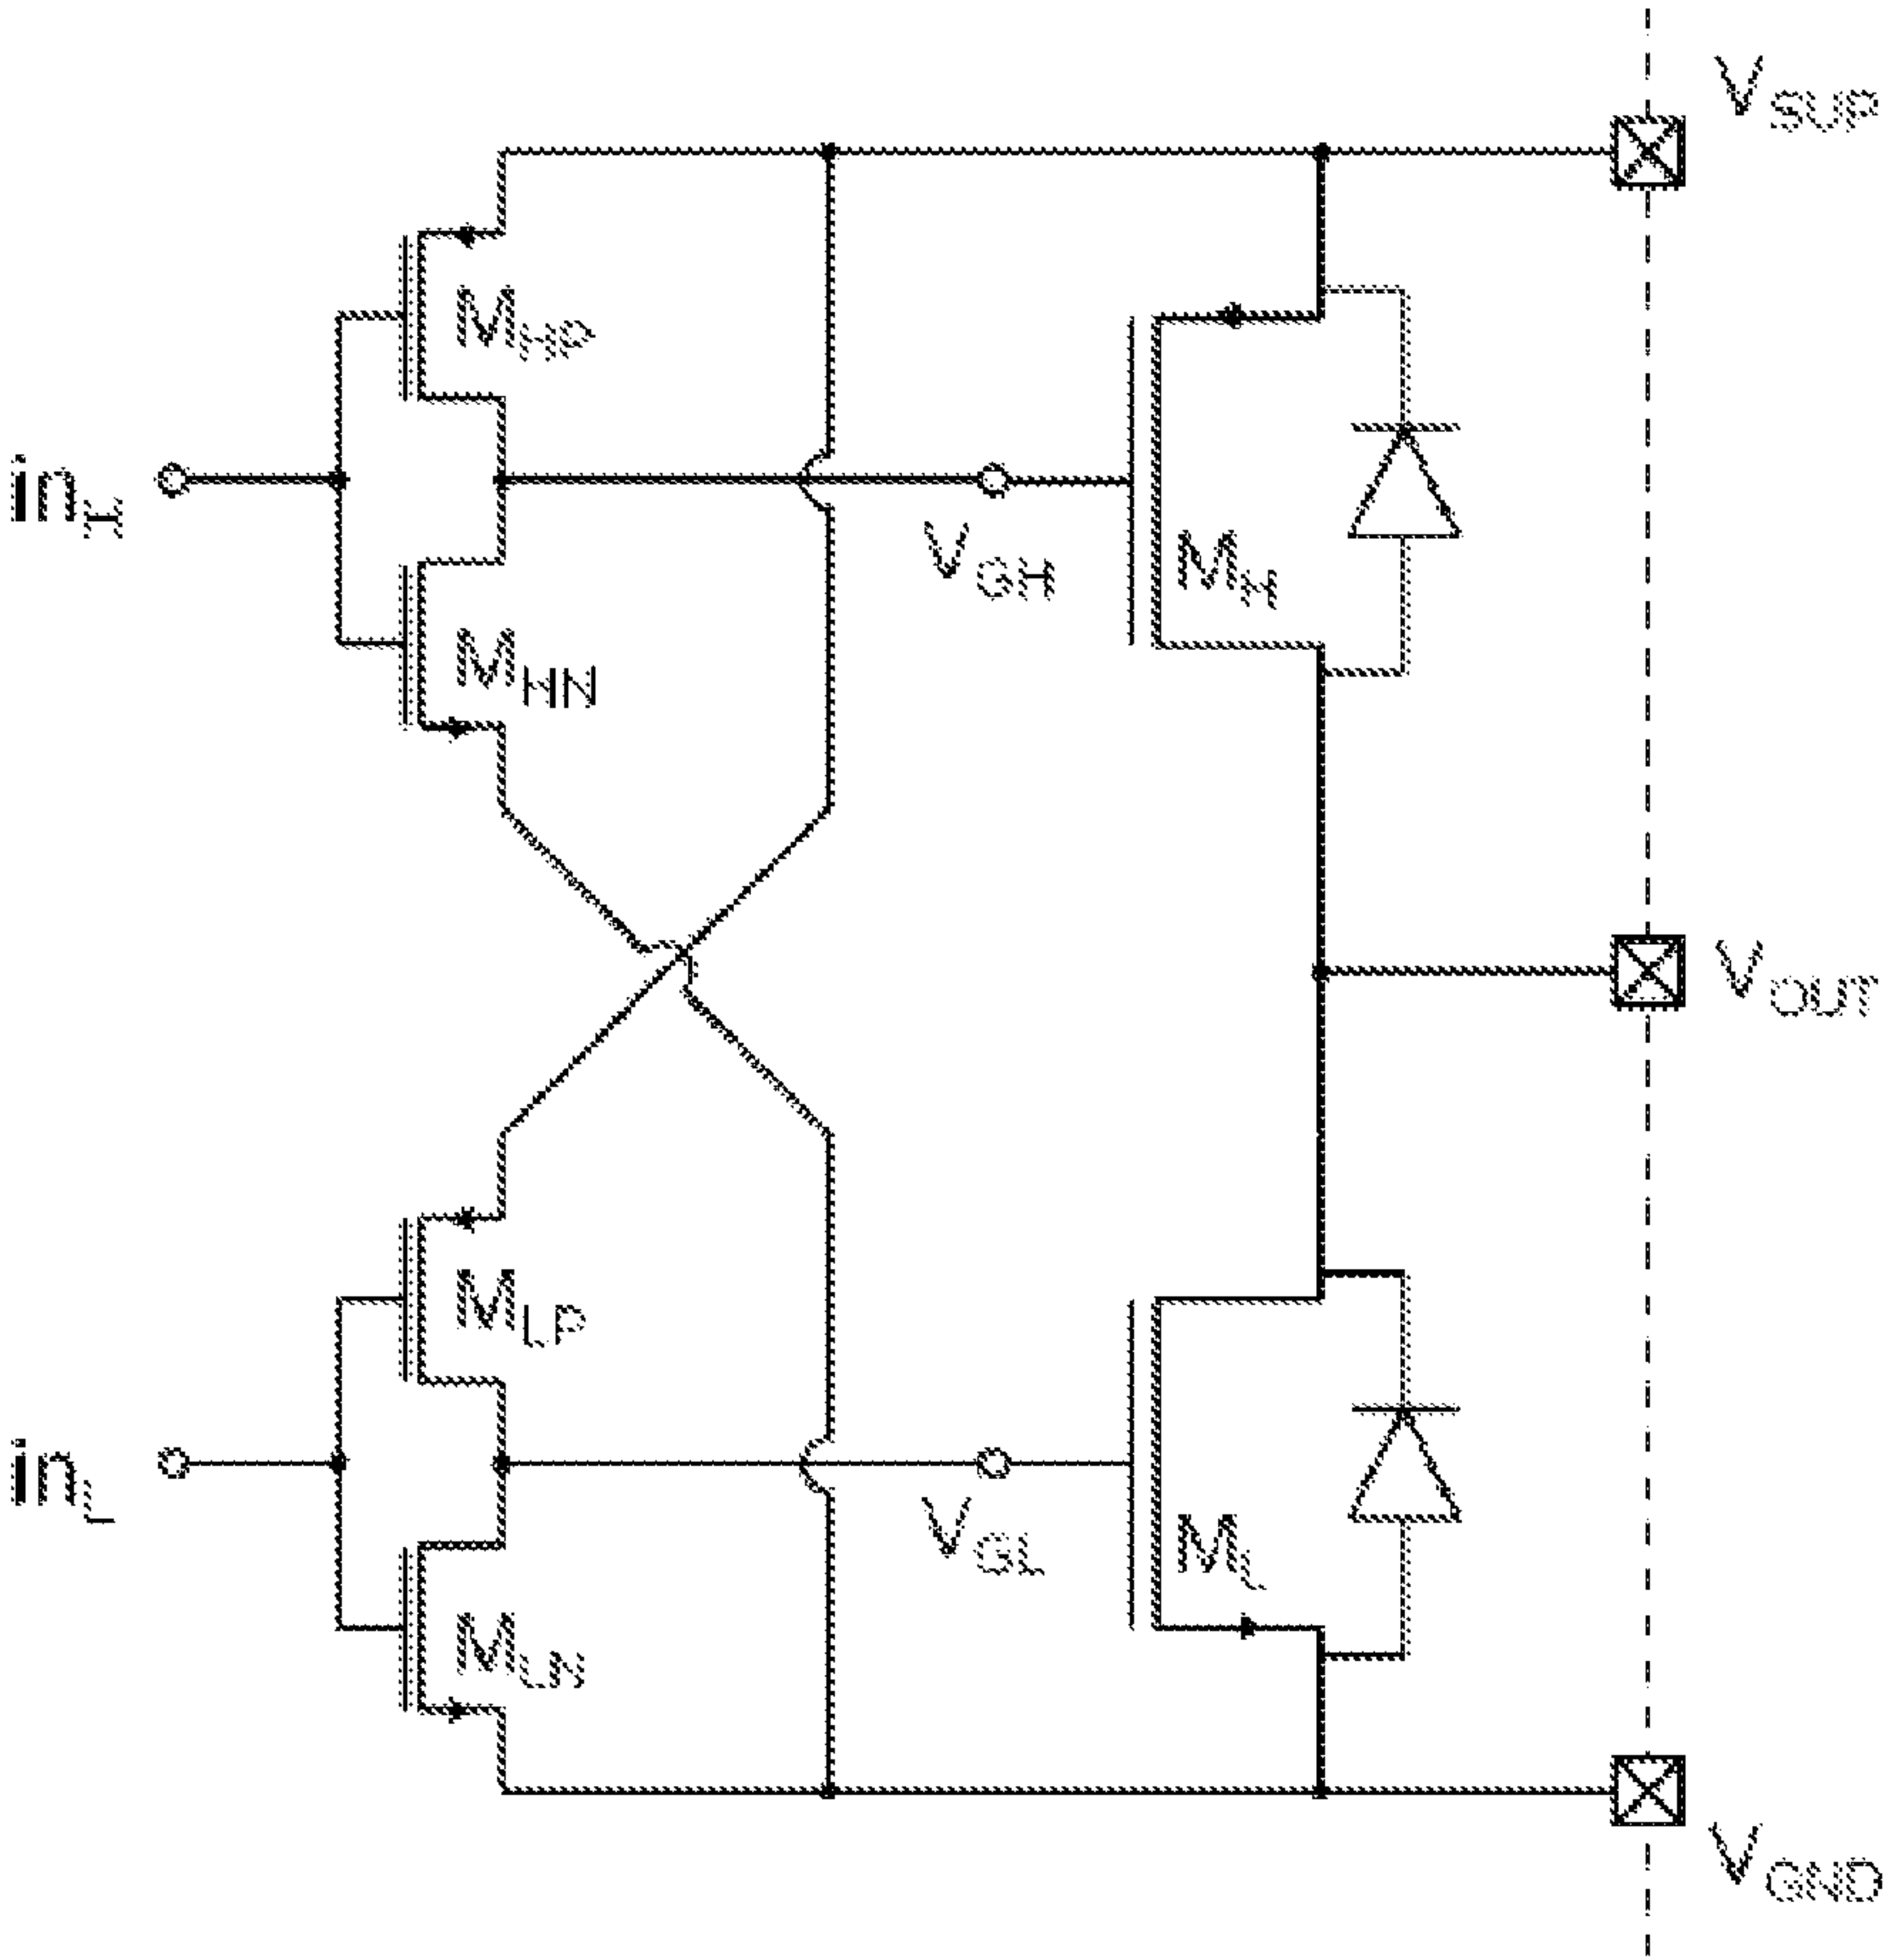 V_SUP
M_HP
in_H
V_GH
M_H
M_HN
V_OUT
M_LP
in_L
V_GL
M_L
M_LN
V_GND